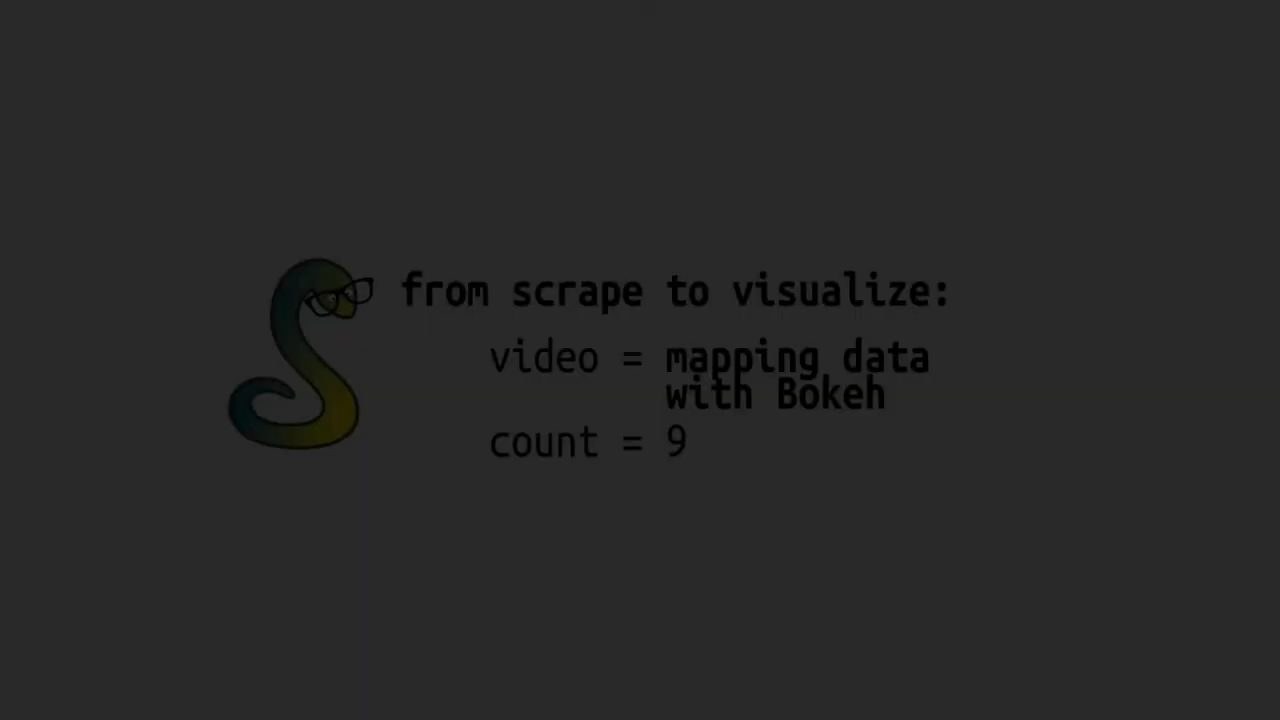 from scrape to visualize:
video = mapping data
with Bokeh
count = 9